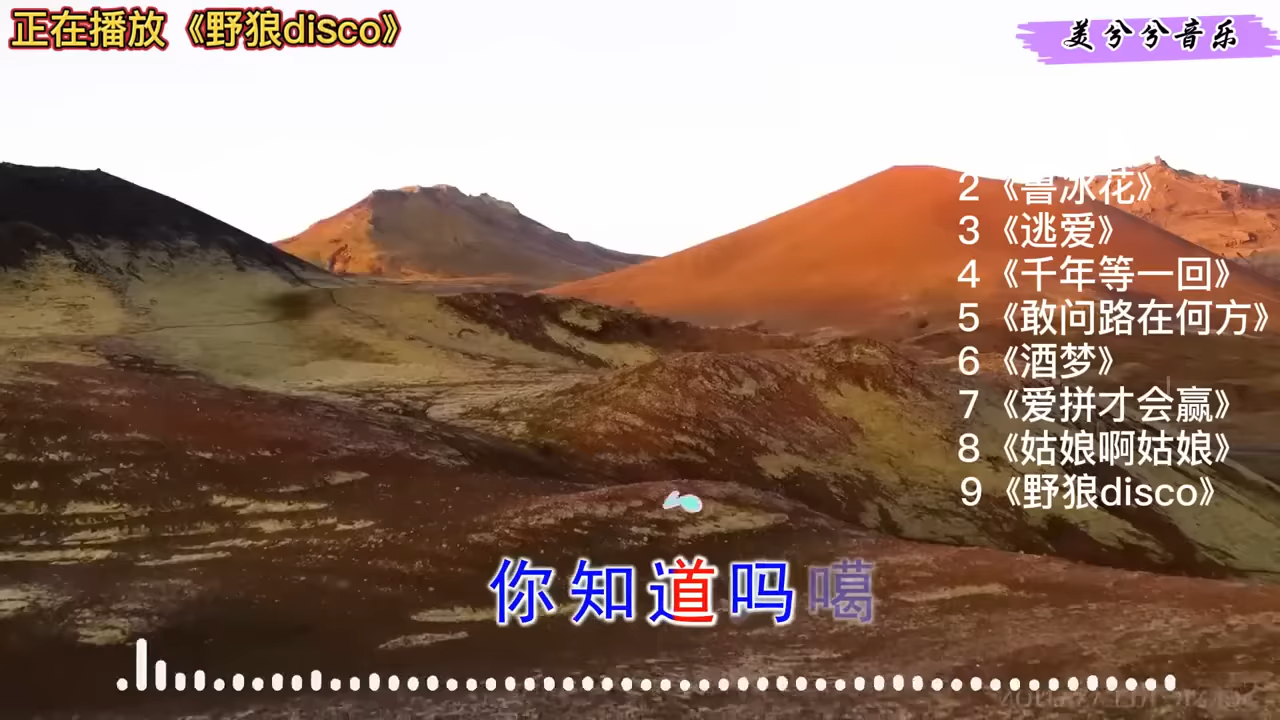 正在播放《野狼disco》
美兮兮音乐
2《鲁冰花》
3《逃爱》
4《千年等一回》
5《敢问路在何方》
6《酒梦》
7《爱拼才会赢》
8《姑娘啊姑娘》
9《野狼disco》
你知道吗噶